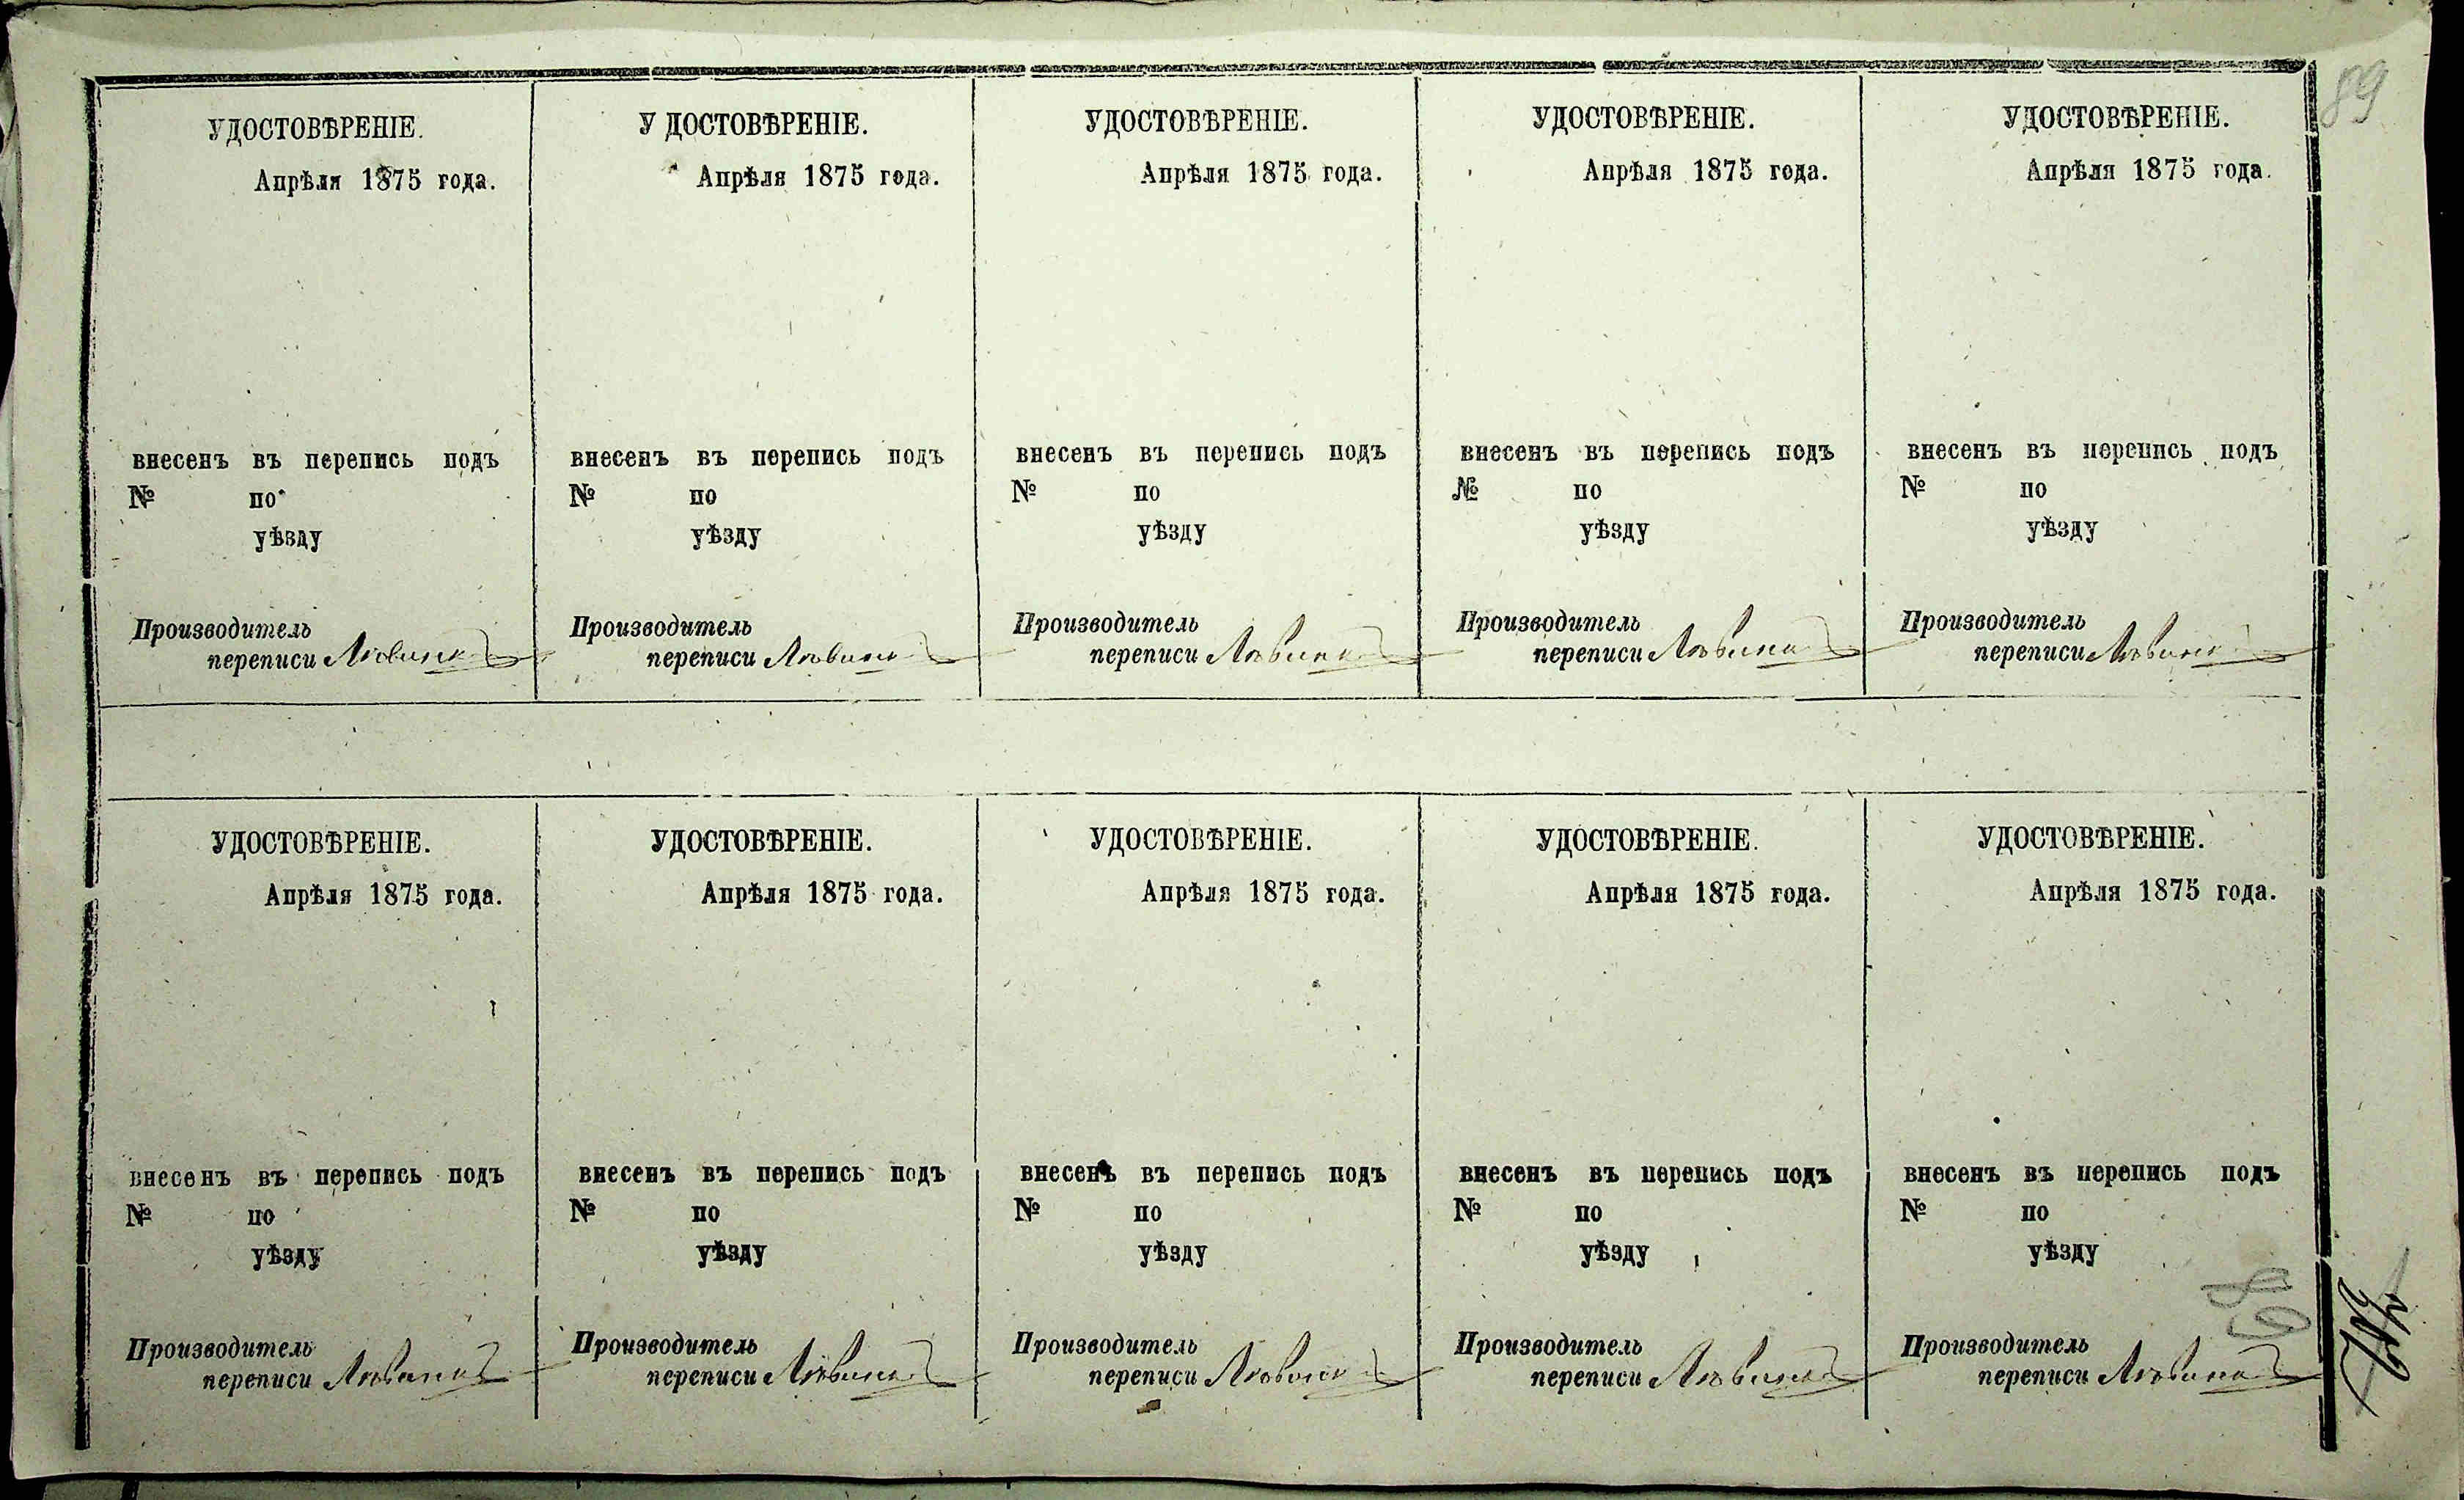 89
УДОСТОВѢРЕНІЕ.
Апрѣля 1875 года.
внесенъ въ перепись подъ
№ по
уѣзду
Производитель
переписи
У ДОСТОВѢРЕНІЕ.
Апрѣля 1875 года.
внесенъ въ перепись подъ
№ по
уѣзду
Производитель
переписи
УДОСТОВѢРЕНІЕ.
Апрѣля 1875 года.
внесенъ въ перепись подъ
№ по
уѣзду
Производитель
переписи
УДОСТОВѢРЕНІЕ.
Апрѣля 1875 года.
внесенъ въ перепись подъ
№ по
уѣзду
Производитель
переписи
УДОСТОВѢРЕНІЕ.
Апрѣля 1875 года.
внесенъ въ перепись подъ
№ по
уѣзду
Производитель
переписи
УДОСТОВѢРЕНІЕ.
Апрѣля 1875 года.
внесенъ въ перепись подъ
№ по
уѣзду
Производитель
переписи
УДОСТОВѢРЕНІЕ.
Апрѣля 1875 года.
внесенъ въ перепись подъ
№ по
уѣзду
Производитель
переписи
УДОСТОВѢРЕНІЕ.
Апрѣля 1875 года.
внесенъ въ перепись подъ
№ по
уѣзду
Производитель
переписи
УДОСТОВѢРЕНІЕ.
Апрѣля 1875 года.
внесенъ въ перепись подъ
№ по
уѣзду
Производитель
переписи
УДОСТОВѢРЕНІЕ.
Апрѣля 1875 года.
внесенъ въ перепись подъ
№ по
уѣзду
Производитель
переписи
89